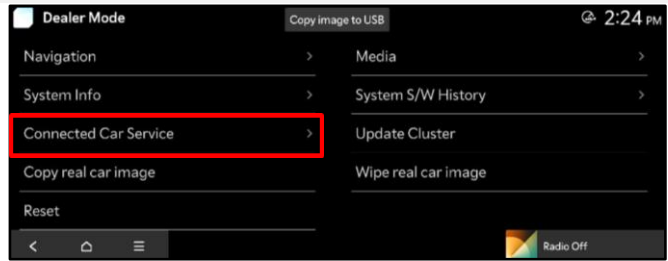 Dealer Mode
Copy image to USB
2:24 PM
Navigation
Media
System Info
System S/W History
Connected Car Service
Update Cluster
Copy real car image
Wipe real car image
Reset
Radio Off